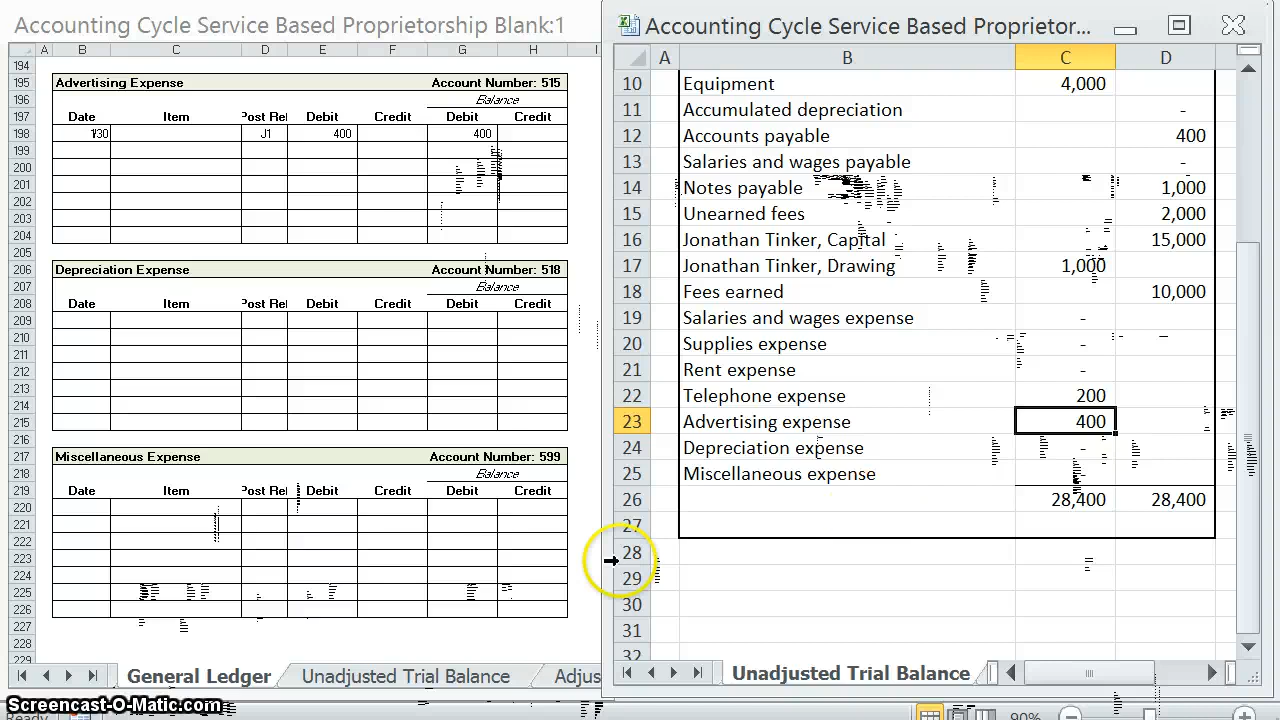 Accounting Cycle Service Based Proprietorship Blank:1
A B C D E F G H I
194
195 Advertising Expense Account Number: 515
196 Balance
197 Date Item Post Rel Debit Credit Debit Credit
198 1/30 J1 400 400
199
200
201
202
203
204
205
206 Depreciation Expense Account Number: 518
207 Balance
208 Date Item Post Rel Debit Credit Debit Credit
209
210
211
212
213
214
215
216
217 Miscellaneous Expense Account Number: 599
218 Balance
219 Date Item Post Rel Debit Credit Debit Credit
220
221
222
223
224
225
226
227
228
229
General Ledger Unadjusted Trial Balance Adjus
Screencast-O-Matic.com
Ready
Accounting Cycle Service Based Proprietor...
A B C D
10 Equipment 4,000
11 Accumulated depreciation -
12 Accounts payable 400
13 Salaries and wages payable -
14 Notes payable 1,000
15 Unearned fees 2,000
16 Jonathan Tinker, Capital 15,000
17 Jonathan Tinker, Drawing 1,000
18 Fees earned 10,000
19 Salaries and wages expense -
20 Supplies expense -
21 Rent expense -
22 Telephone expense 200
23 Advertising expense 400
24 Depreciation expense -
25 Miscellaneous expense
26 28,400 28,400
27
28
29
30
31
32
Unadjusted Trial Balance
90%